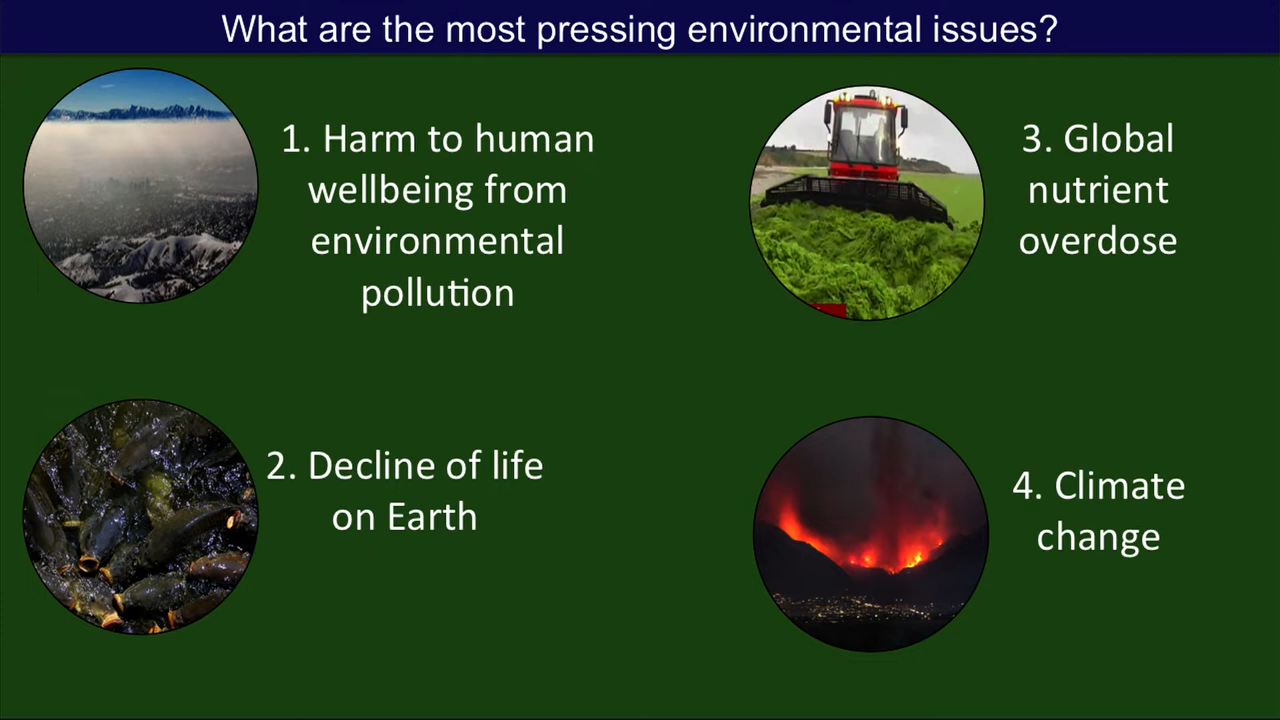 What are the most pressing environmental issues?
1. Harm to human
wellbeing from
environmental
pollution
2. Decline of life
on Earth
3. Global
nutrient
overdose
4. Climate
change